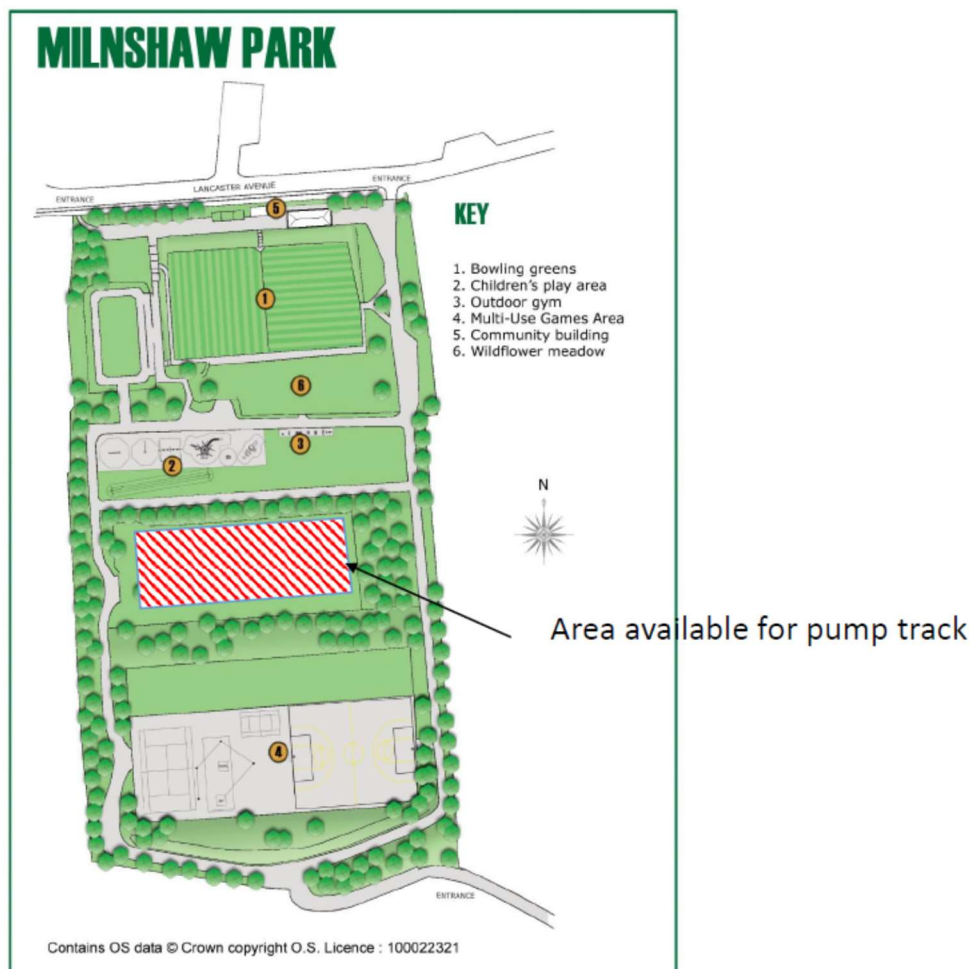 MILNSHAW PARK
LANCASTER AVENUE
ENTRANCE
ENTRANCE
5
KEY
1. Bowling greens
2. Children's play area
3. Outdoor gym
4. Multi-Use Games Area
5. Community building
6. Wildflower meadow
1
6
3
2
N
Area available for pump track
4
ENTRANCE
Contains OS data © Crown copyright O.S. Licence : 100022321